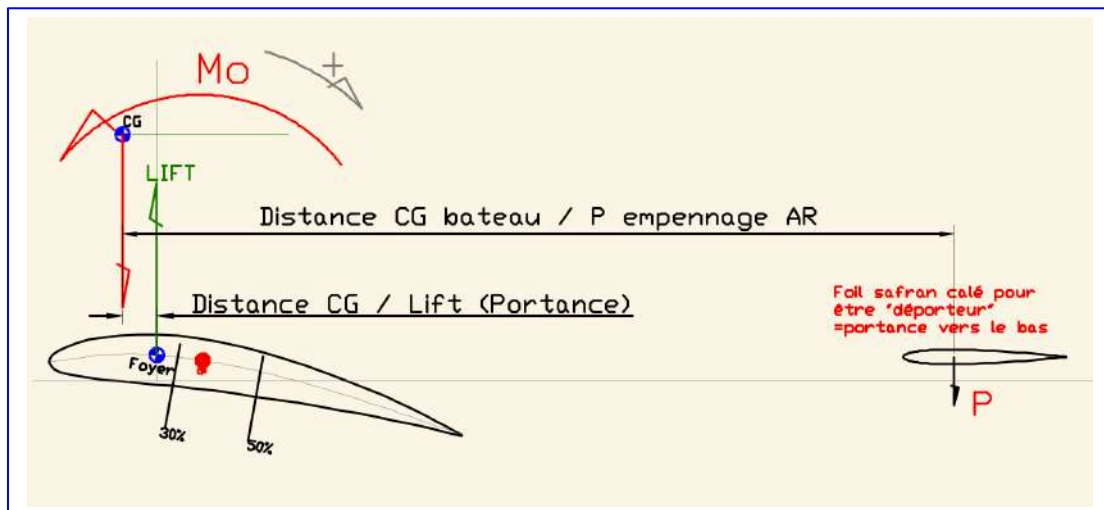 Mo
+
CG
LIFT
Distance CG bateau / P empennage AR
Distance CG / Lift (Portance)
Foil safran calé pour
être "déporteur"
=portance vers le bas
Foyer
P
30%
50%